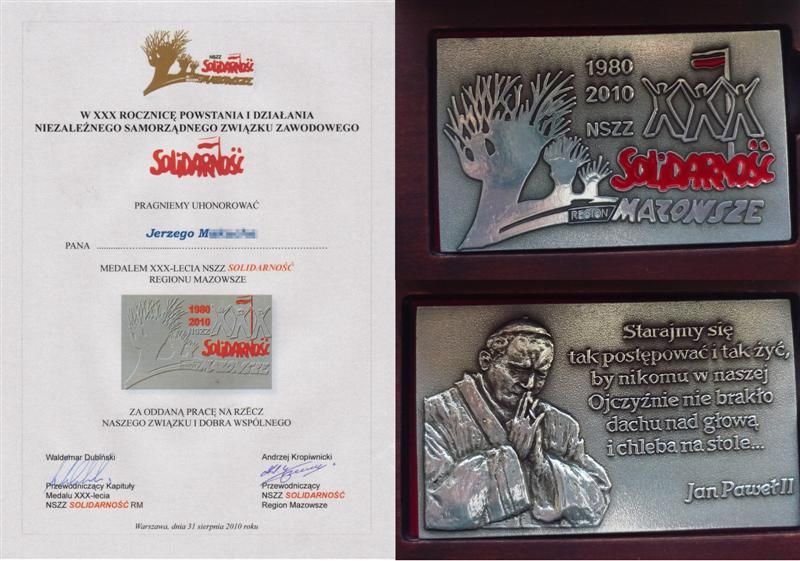 NSZZ
SOLIDARNOŚĆ
MAZOWSZE
W XXX ROCZNICĘ POWSTANIA I DZIAŁANIA
NIEZALEŻNEGO SAMORZĄDNEGO ZWIĄZKU ZAWODOWEGO
SOLIDARNOŚĆ
PRAGNIEMY UHONOROWAĆ
Jerzego M
PANA
MEDALEM XXX-LECIA NSZZ SOLIDARNOŚĆ
REGIONU MAZOWSZE
1980
2010
NSZZ
XXX
SOLIDARNOŚĆ
MAZOWSZE
ZA ODDANĄ PRACĘ NA RZECZ
NASZEGO ZWIĄZKU I DOBRA WSPÓLNEGO
Waldemar Dubiński
Przewodniczący Kapituły
Medalu XXX-lecia
NSZZ SOLIDARNOŚĆ RM
Andrzej Kropiwnicki
Przewodniczący
NSZZ SOLIDARNOŚĆ
Region Mazowsze
Warszawa, dnia 31 sierpnia 2010 roku
1980
2010
NSZZ
XXX
SOLIDARNOŚĆ
REGION MAZOWSZE
Starajmy się
tak postępować i tak żyć,
by nikomu w naszej
Ojczyźnie nie brakło
dachu nad głową
i chleba na stole...
Jan Paweł II